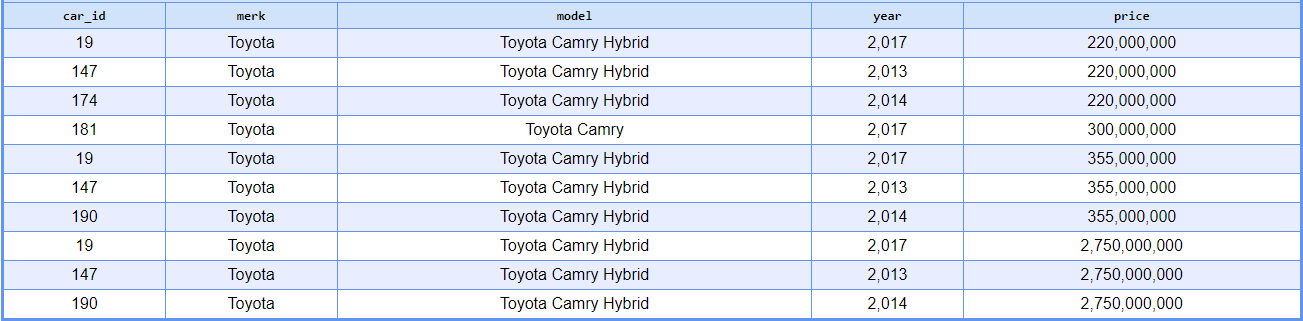 car_id merk model year price
19 Toyota Toyota Camry Hybrid 2,017 220,000,000
147 Toyota Toyota Camry Hybrid 2,013 220,000,000
174 Toyota Toyota Camry Hybrid 2,014 220,000,000
181 Toyota Toyota Camry 2,017 300,000,000
19 Toyota Toyota Camry Hybrid 2,017 355,000,000
147 Toyota Toyota Camry Hybrid 2,013 355,000,000
190 Toyota Toyota Camry Hybrid 2,014 355,000,000
19 Toyota Toyota Camry Hybrid 2,017 2,750,000,000
147 Toyota Toyota Camry Hybrid 2,013 2,750,000,000
190 Toyota Toyota Camry Hybrid 2,014 2,750,000,000